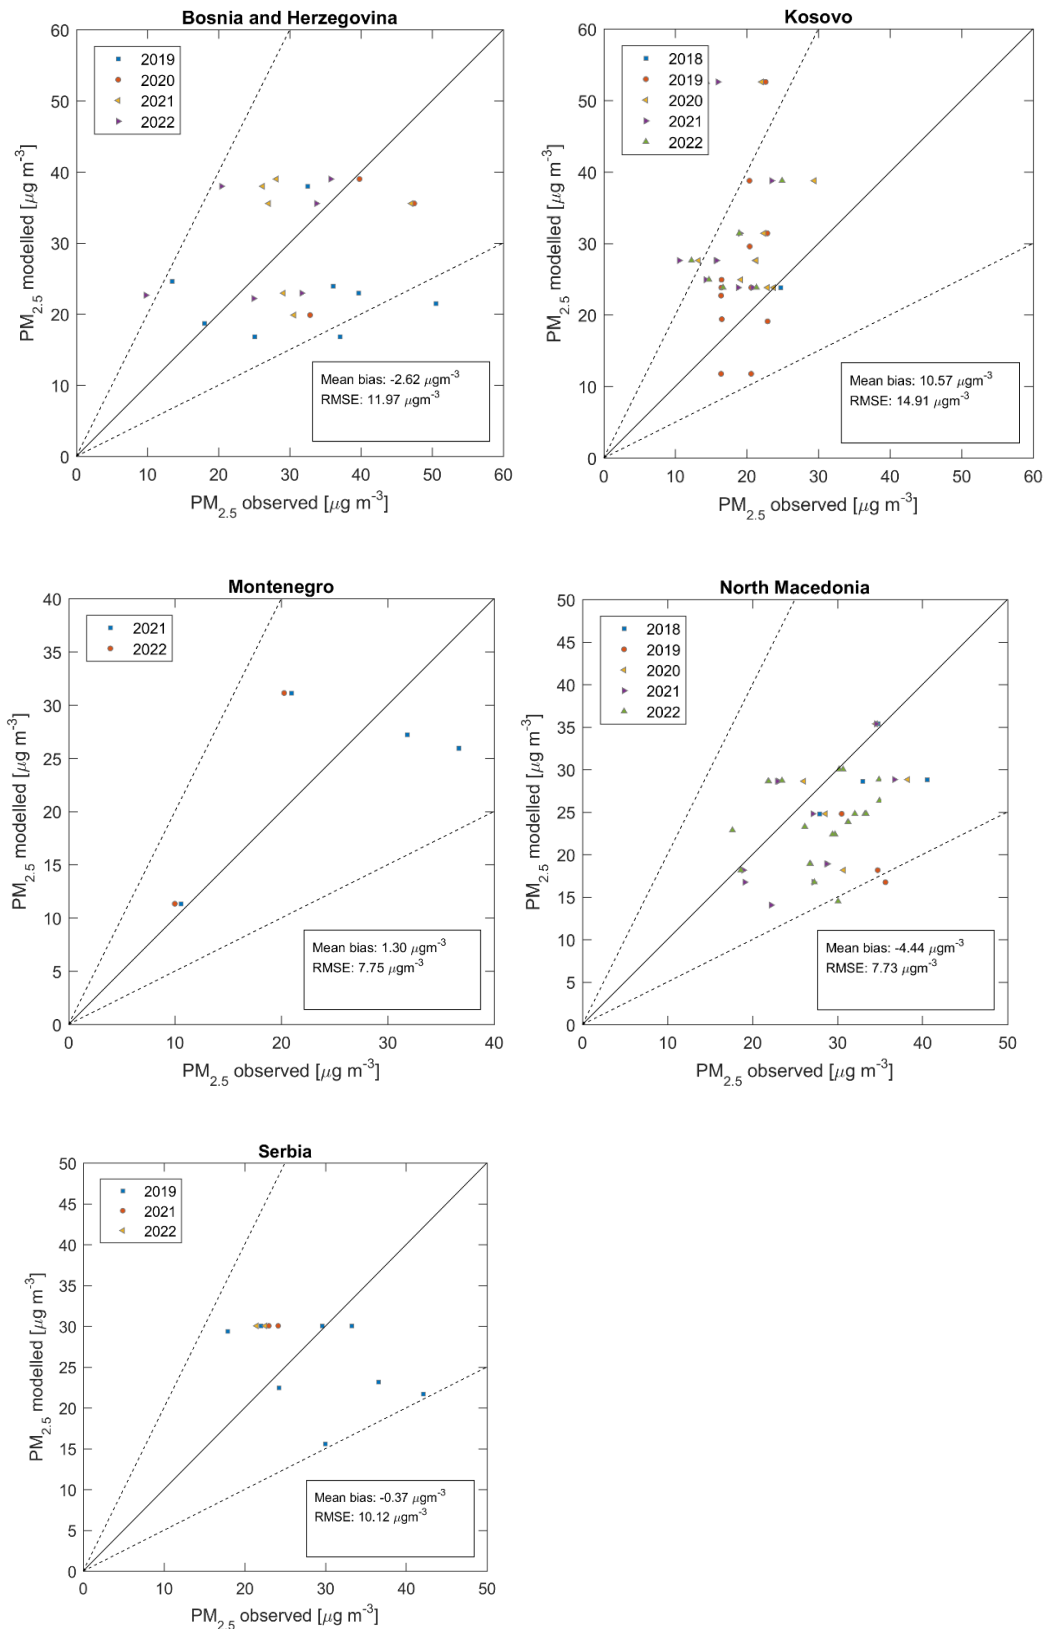 Bosnia and Herzegovina
60
50
40
30
20
10
0
0 10 20 30 40 50 60
PM2.5 modelled [μg m-3]
PM2.5 observed [μg m-3]
2019
2020
2021
2022
Mean bias: -2.62 μgm-3
RMSE: 11.97 μgm-3
Kosovo
60
50
40
30
20
10
0
0 10 20 30 40 50 60
PM2.5 modelled [μg m-3]
PM2.5 observed [μg m-3]
2018
2019
2020
2021
2022
Mean bias: 10.57 μgm-3
RMSE: 14.91 μgm-3
Montenegro
40
35
30
25
20
15
10
5
0
0 10 20 30 40
PM2.5 modelled [μg m-3]
PM2.5 observed [μg m-3]
2021
2022
Mean bias: 1.30 μgm-3
RMSE: 7.75 μgm-3
North Macedonia
50
45
40
35
30
25
20
15
10
5
0
0 10 20 30 40 50
PM2.5 modelled [μg m-3]
PM2.5 observed [μg m-3]
2018
2019
2020
2021
2022
Mean bias: -4.44 μgm-3
RMSE: 7.73 μgm-3
Serbia
50
45
40
35
30
25
20
15
10
5
0
0 10 20 30 40 50
PM2.5 modelled [μg m-3]
PM2.5 observed [μg m-3]
2019
2021
2022
Mean bias: -0.37 μgm-3
RMSE: 10.12 μgm-3